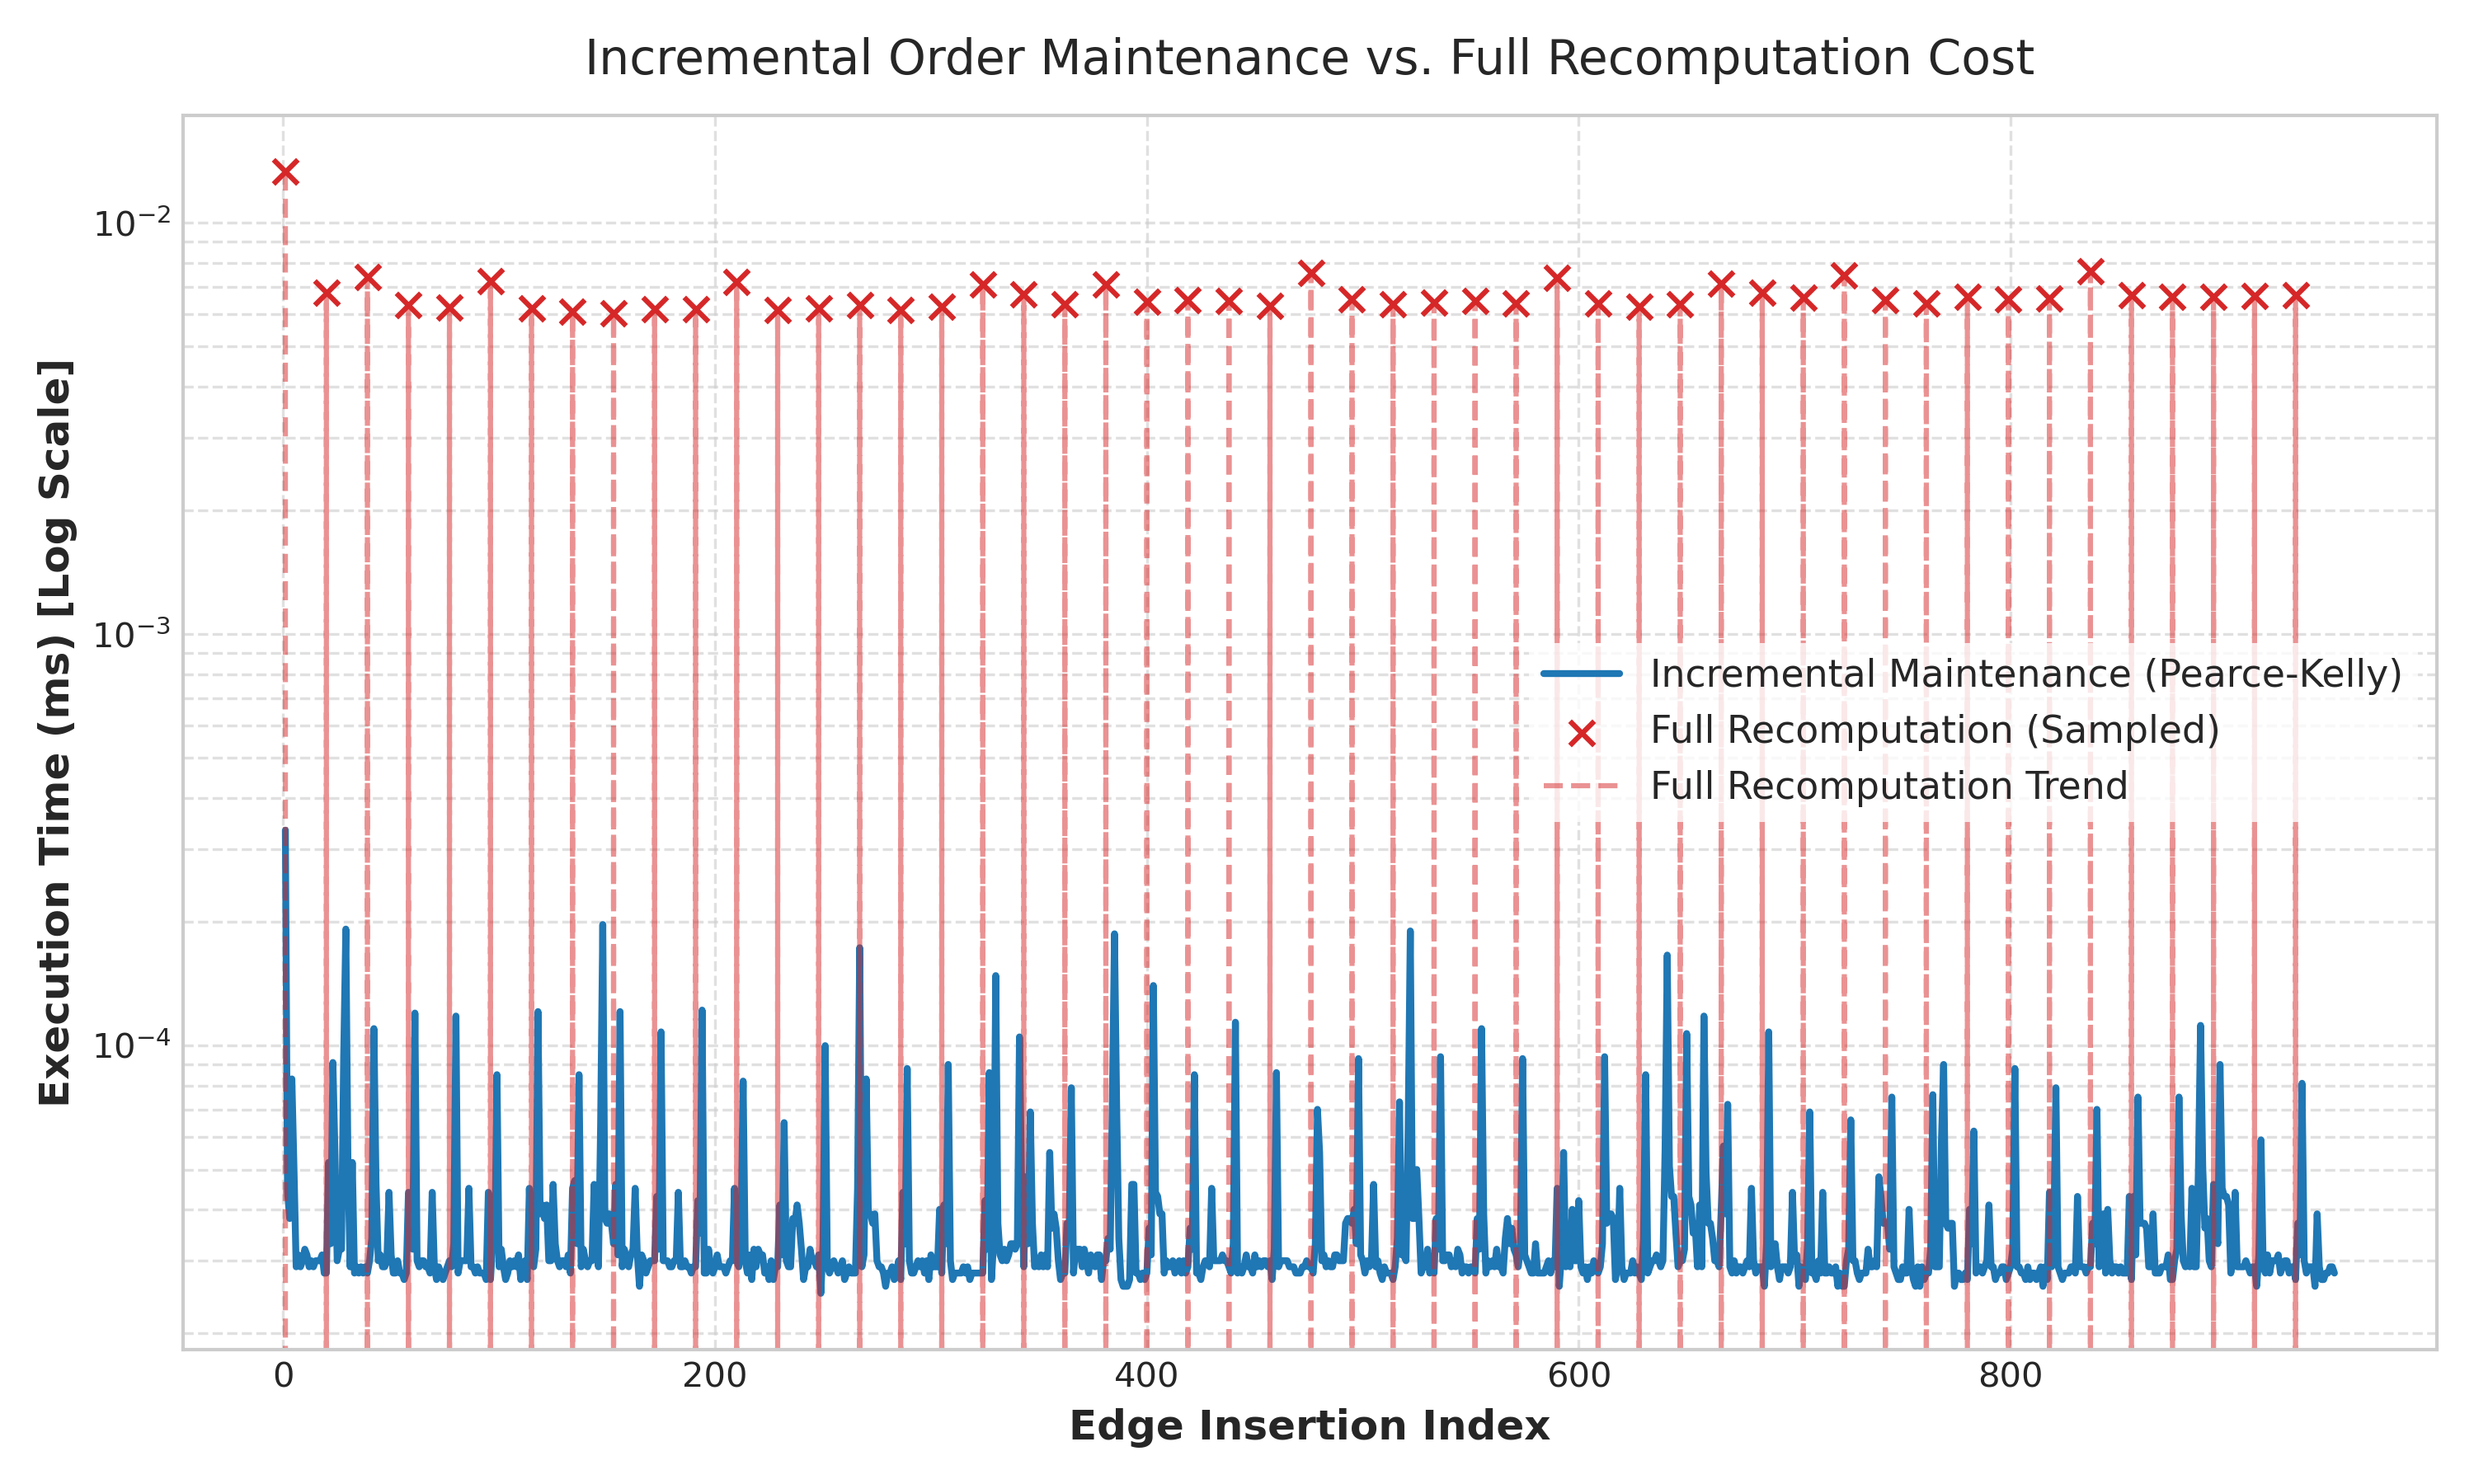 Incremental Order Maintenance vs. Full Recomputation Cost
Execution Time (ms) [Log Scale]
10⁻²
10⁻³
10⁻⁴
Incremental Maintenance (Pearce-Kelly)
Full Recomputation (Sampled)
Full Recomputation Trend
0 200 400 600 800
Edge Insertion Index